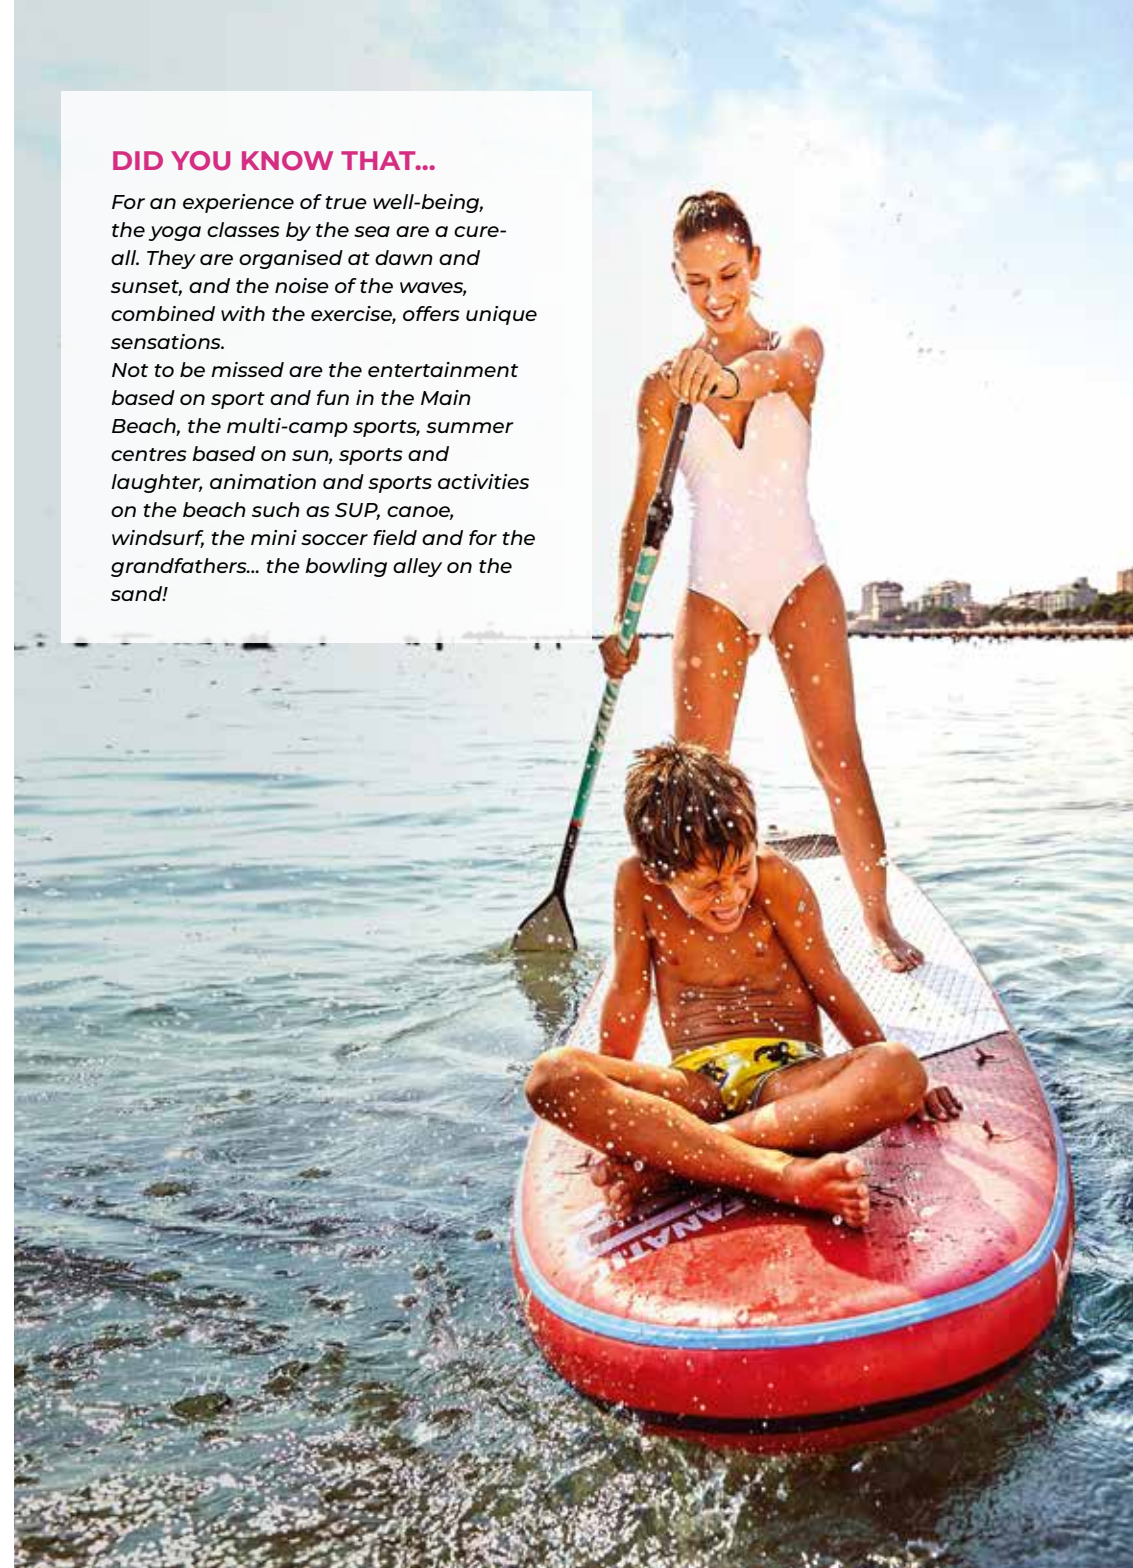 DID YOU KNOW THAT...
For an experience of true well-being,
the yoga classes by the sea are a cure-
all. They are organised at dawn and
sunset, and the noise of the waves,
combined with the exercise, offers unique
sensations.
Not to be missed are the entertainment
based on sport and fun in the Main
Beach, the multi-camp sports, summer
centres based on sun, sports and
laughter, animation and sports activities
on the beach such as SUP, canoe,
windsurf, the mini soccer field and for the
grandfathers... the bowling alley on the
sand!